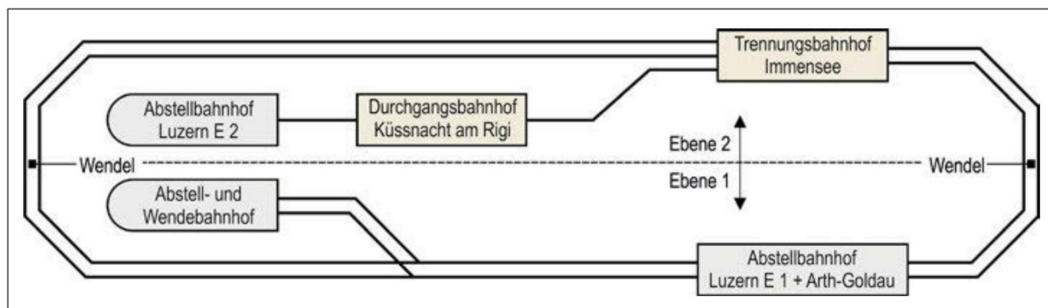 Trennungsbahnhof
Immensee
Abstellbahnhof
Luzern E 2
Durchgangsbahnhof
Küssnacht am Rigi
Ebene 2
Wendel
Wendel
Ebene 1
Abstell- und
Wendebahnhof
Abstellbahnhof
Luzern E 1 + Arth-Goldau